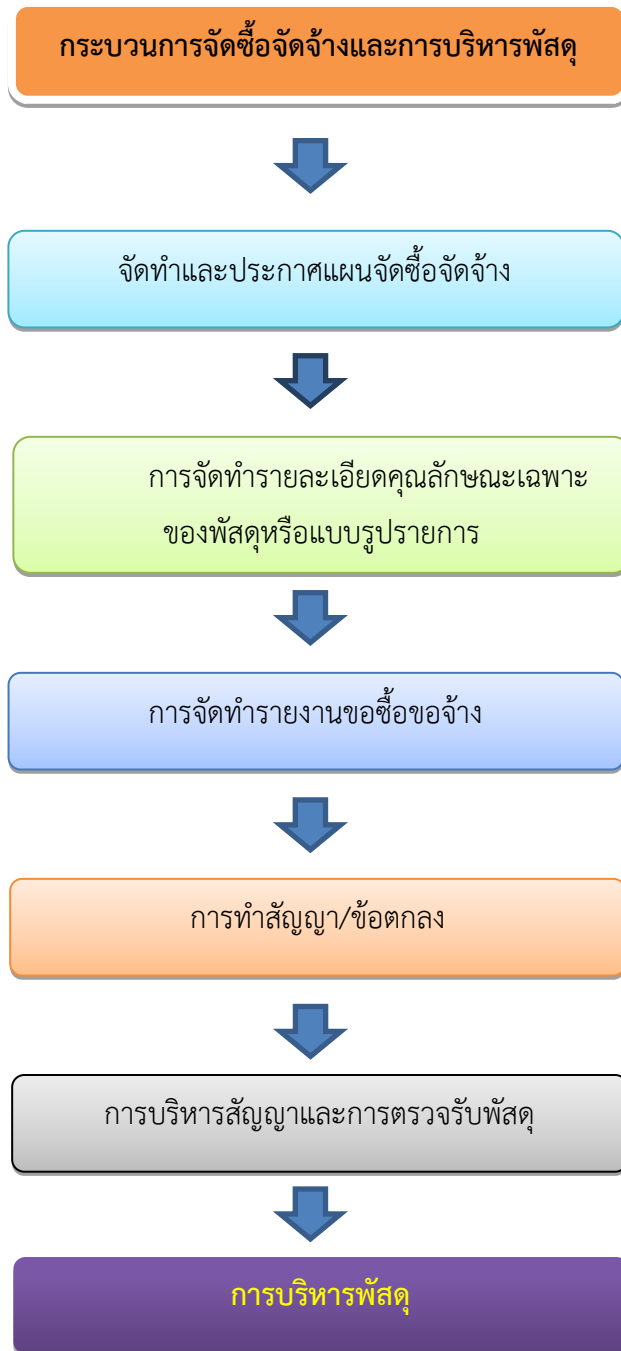 กระบวนการจัดซื้อจัดจ้างและการบริหารพัสดุ
จัดทำและประกาศแผนจัดซื้อจัดจ้าง
การจัดทำรายละเอียดคุณลักษณะเฉพาะ
ของพัสดุหรือแบบรูปรายการ
การจัดทำรายงานขอซื้อขอจ้าง
การทำสัญญา/ข้อตกลง
การบริหารสัญญาและการตรวจรับพัสดุ
การบริหารพัสดุ